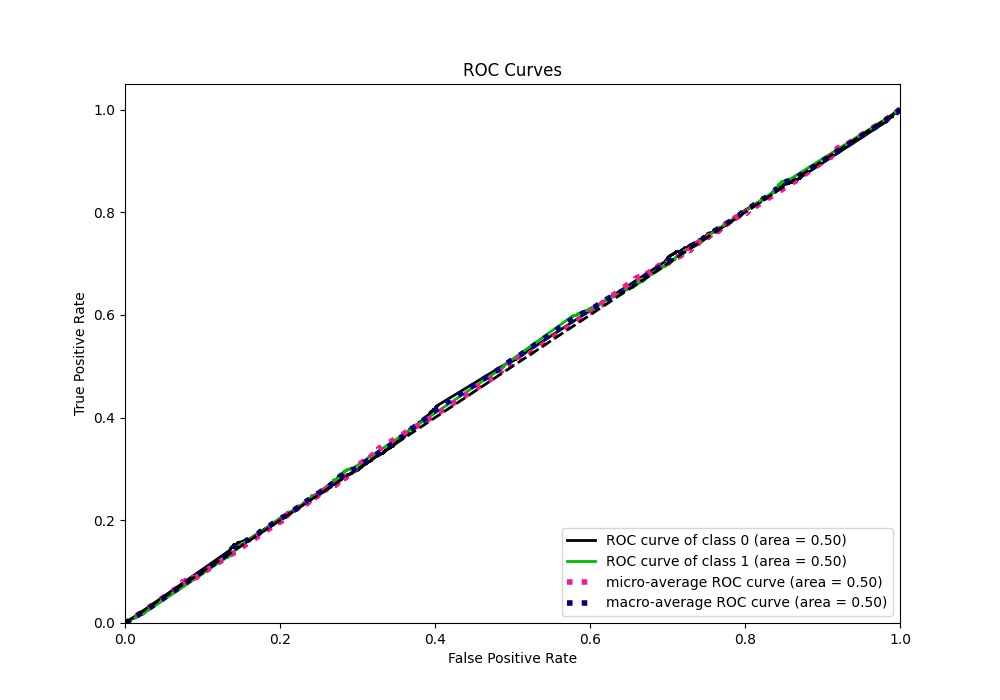 ROC Curves
True Positive Rate
1.0
0.8
0.6
0.4
0.2
0.0
0.0 0.2 0.4 0.6 0.8 1.0
False Positive Rate
ROC curve of class 0 (area = 0.50)
ROC curve of class 1 (area = 0.50)
micro-average ROC curve (area = 0.50)
macro-average ROC curve (area = 0.50)